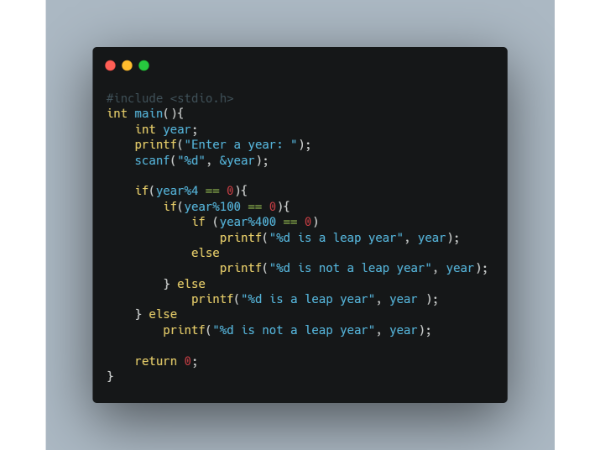 #include <stdio.h>
int main(){
    int year;
    printf("Enter a year: ");
    scanf("%d", &year);

    if(year%4 == 0){
        if(year%100 == 0){
            if (year%400 == 0)
                printf("%d is a leap year", year);
            else
                printf("%d is not a leap year", year);
        } else
            printf("%d is a leap year", year );
    } else
        printf("%d is not a leap year", year);

    return 0;
}